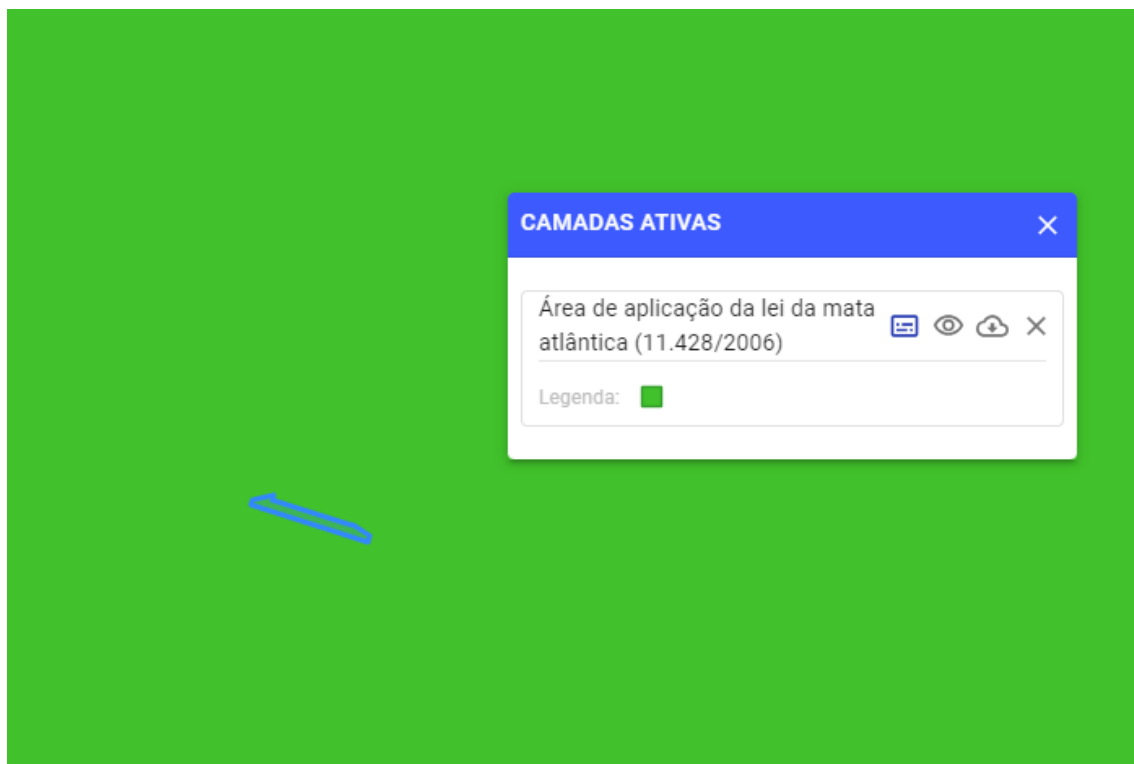 CAMADAS ATIVAS
Área de aplicação da lei da mata
atlântica (11.428/2006)
Legenda: